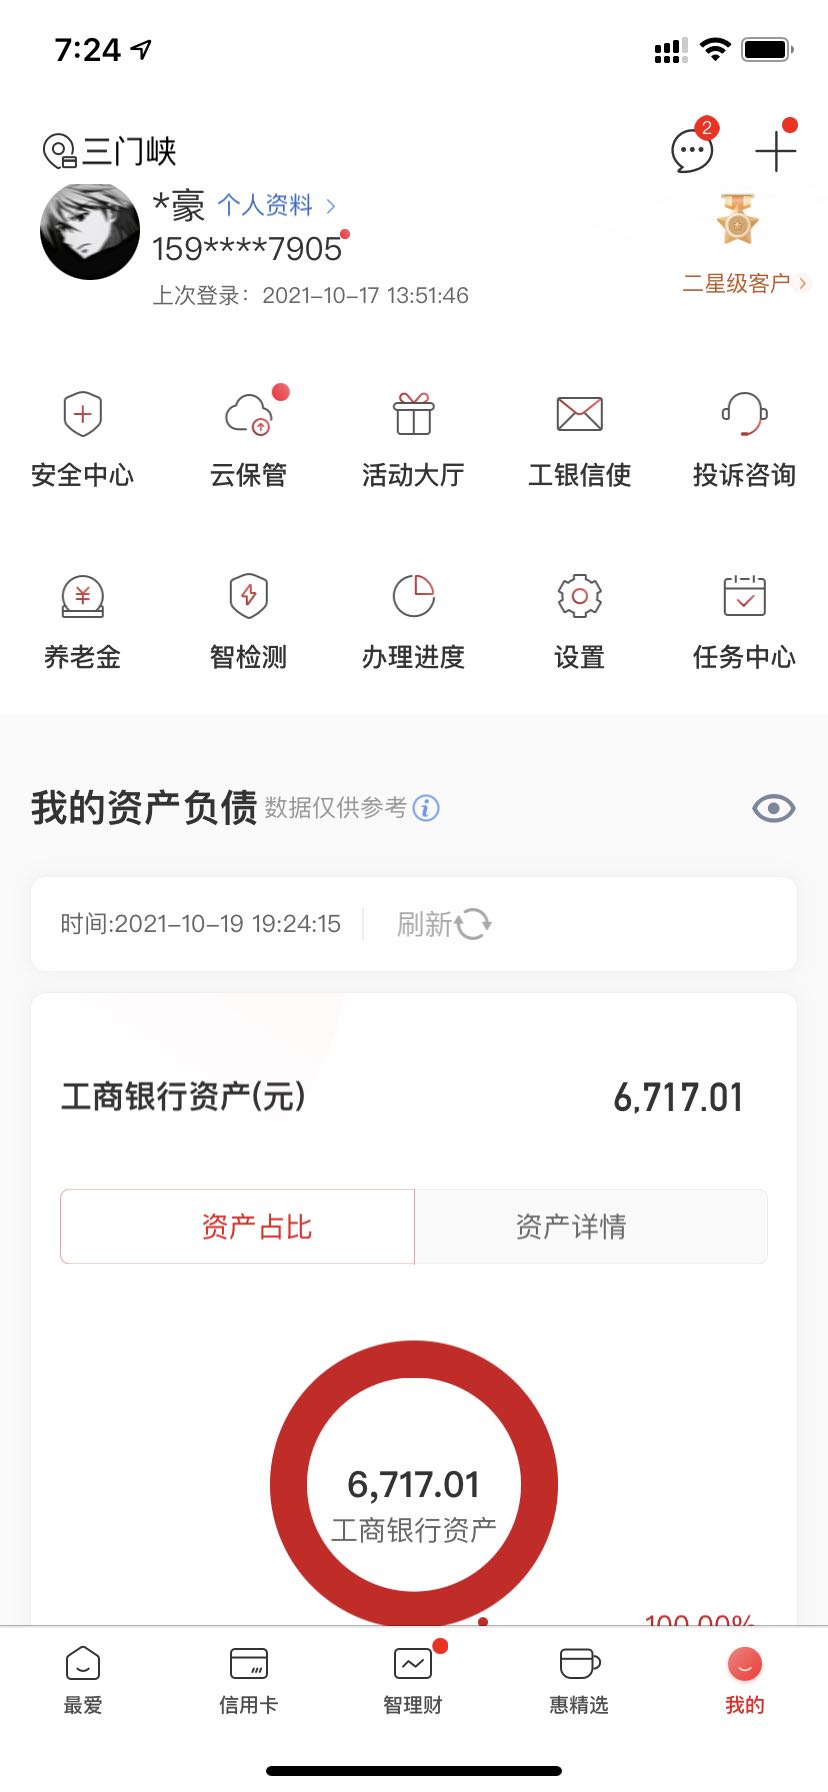 7:24
三门峡
2
*豪 个人资料 >
159****7905
上次登录：2021-10-17 13:51:46
二星级客户 >
安全中心 云保管 活动大厅 工银信使 投诉咨询
养老金 智检测 办理进度 设置 任务中心
我的资产负债 数据仅供参考
时间:2021-10-19 19:24:15 刷新
工商银行资产(元) 6,717.01
资产占比 资产详情
6,717.01
工商银行资产
100.00%
最爱 信用卡 智理财 惠精选 我的